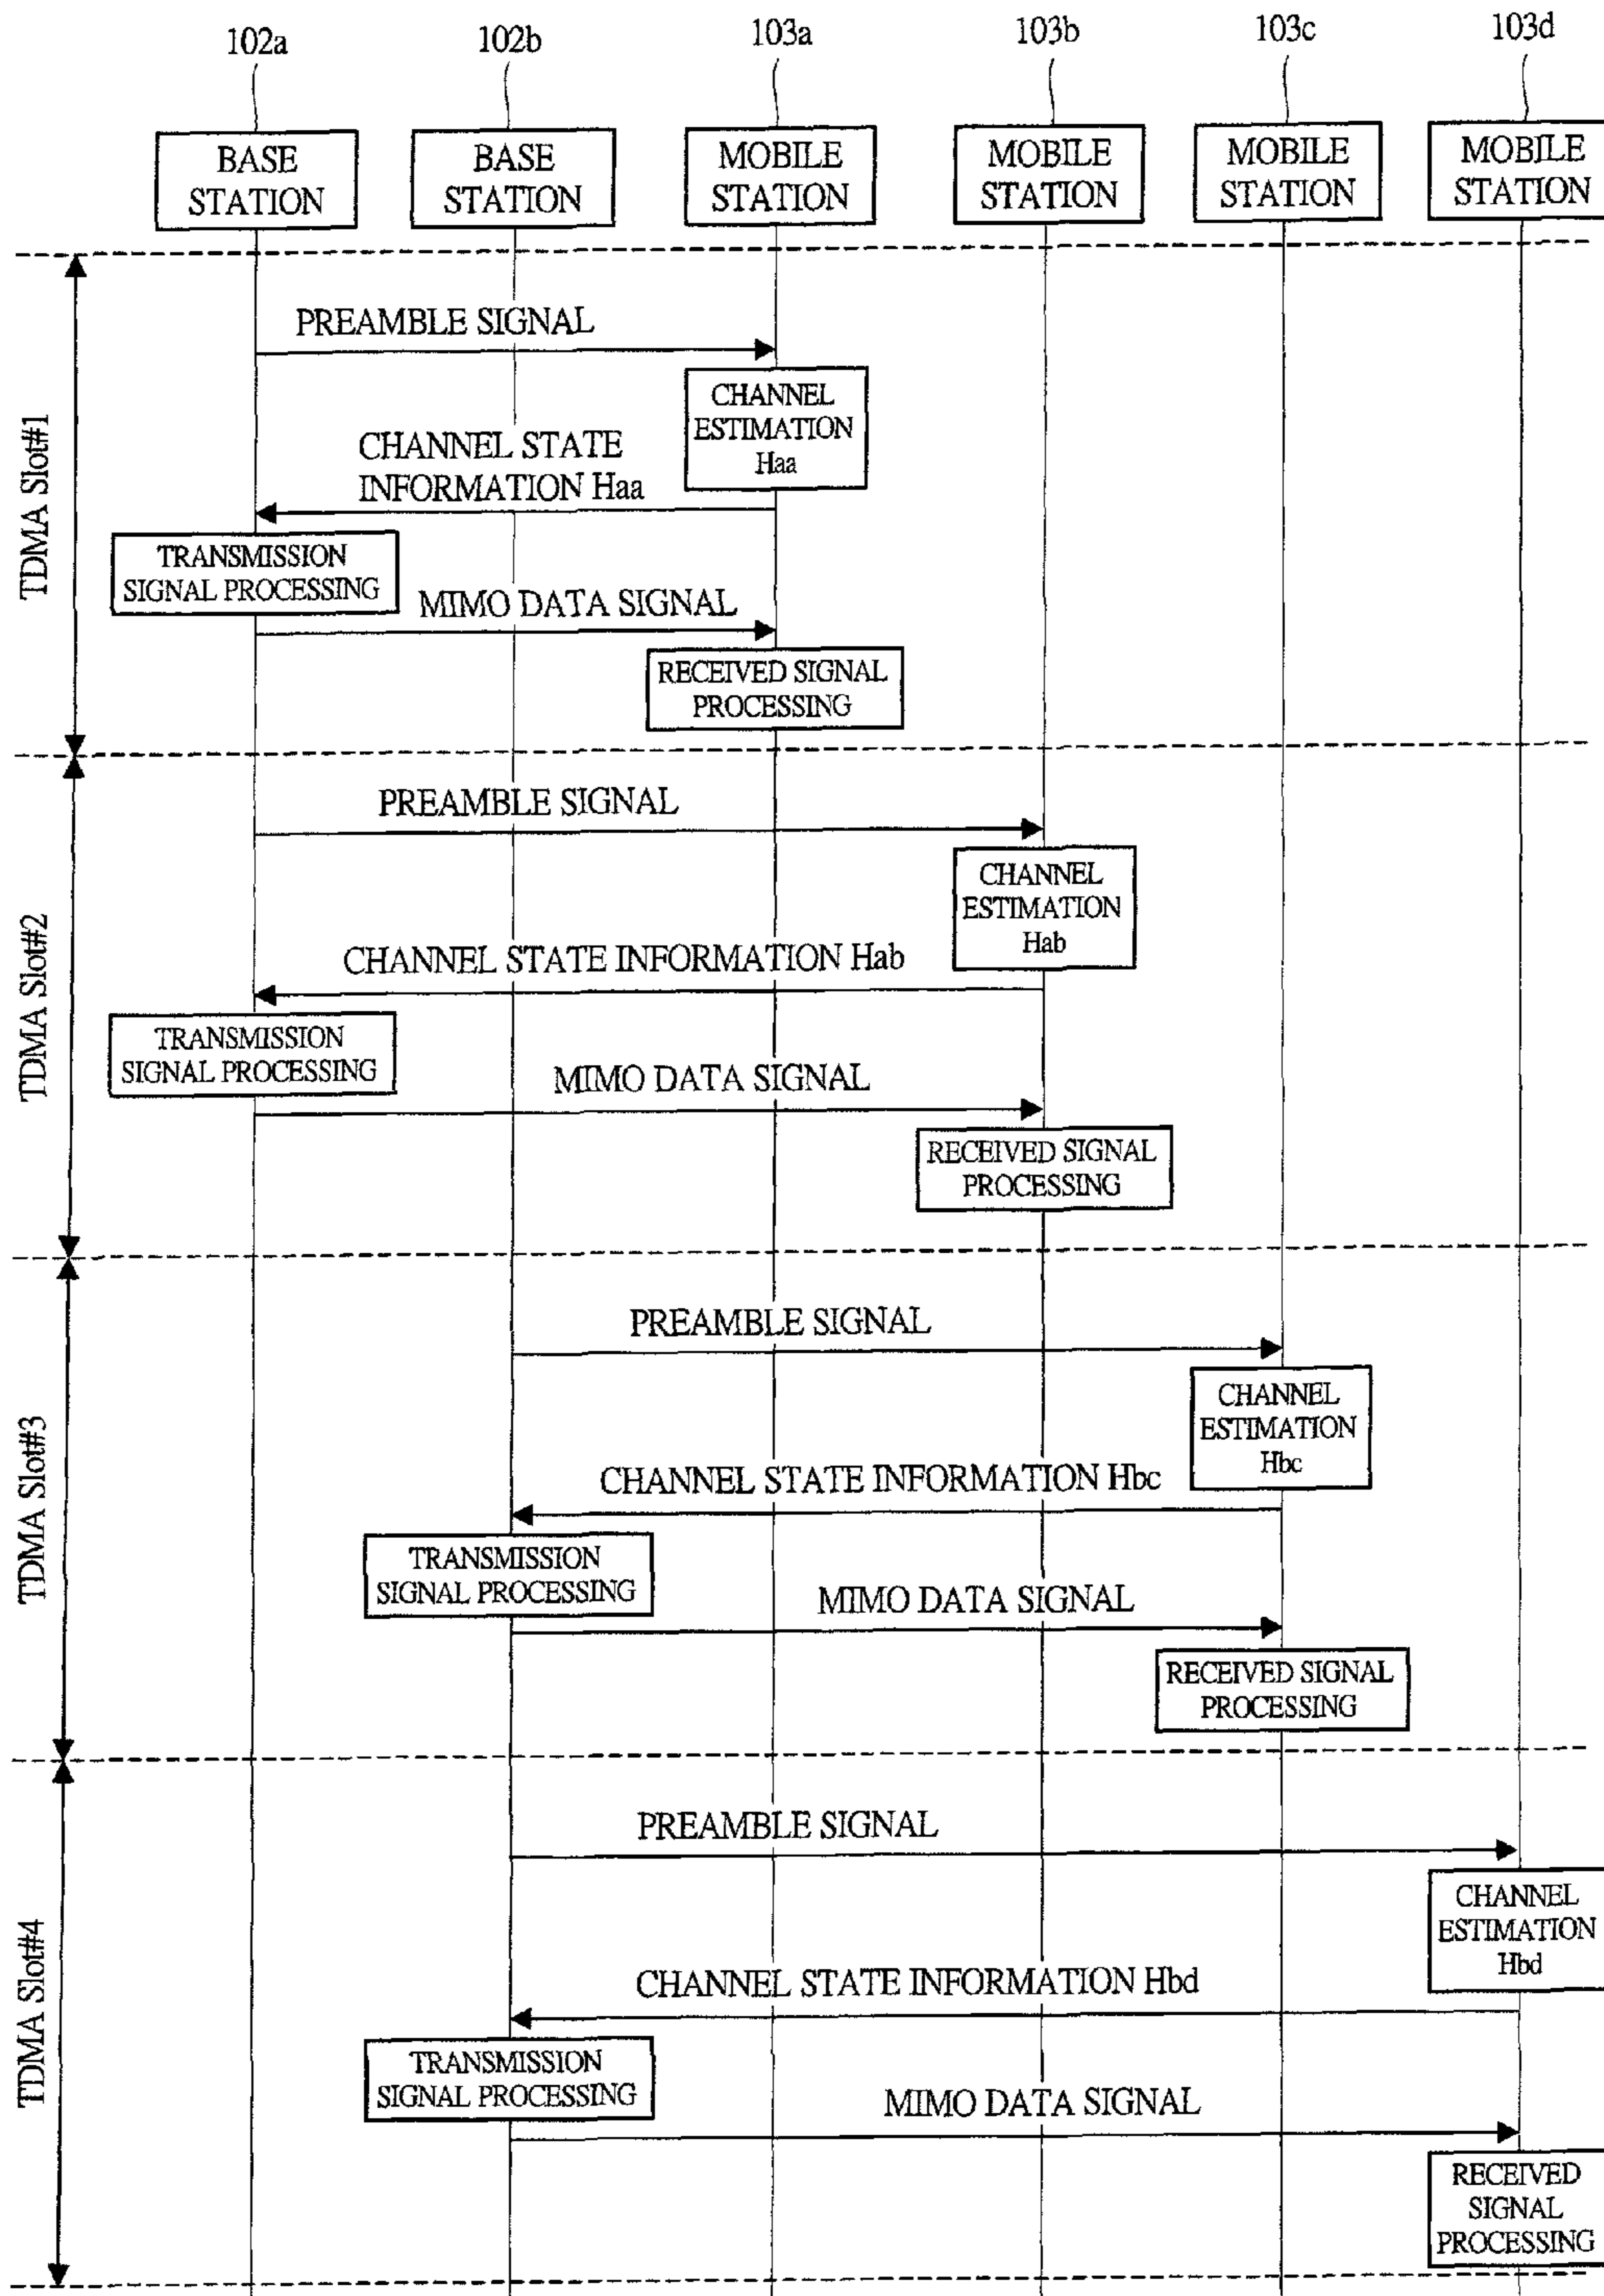 102a
102b
103a
103b
103c
103d
BASE
STATION
BASE
STATION
MOBILE
STATION
MOBILE
STATION
MOBILE
STATION
MOBILE
STATION
TDMA Slot#1
PREAMBLE SIGNAL
CHANNEL
ESTIMATION
Haa
CHANNEL STATE
INFORMATION Haa
TRANSMISSION
SIGNAL PROCESSING
MIMO DATA SIGNAL
RECEIVED SIGNAL
PROCESSING
TDMA Slot#2
PREAMBLE SIGNAL
CHANNEL
ESTIMATION
Hab
CHANNEL STATE INFORMATION Hab
TRANSMISSION
SIGNAL PROCESSING
MIMO DATA SIGNAL
RECEIVED SIGNAL
PROCESSING
TDMA Slot#3
PREAMBLE SIGNAL
CHANNEL
ESTIMATION
Hbc
CHANNEL STATE INFORMATION Hbc
TRANSMISSION
SIGNAL PROCESSING
MIMO DATA SIGNAL
RECEIVED SIGNAL
PROCESSING
TDMA Slot#4
PREAMBLE SIGNAL
CHANNEL
ESTIMATION
Hbd
CHANNEL STATE INFORMATION Hbd
TRANSMISSION
SIGNAL PROCESSING
MIMO DATA SIGNAL
RECEIVED
SIGNAL
PROCESSING